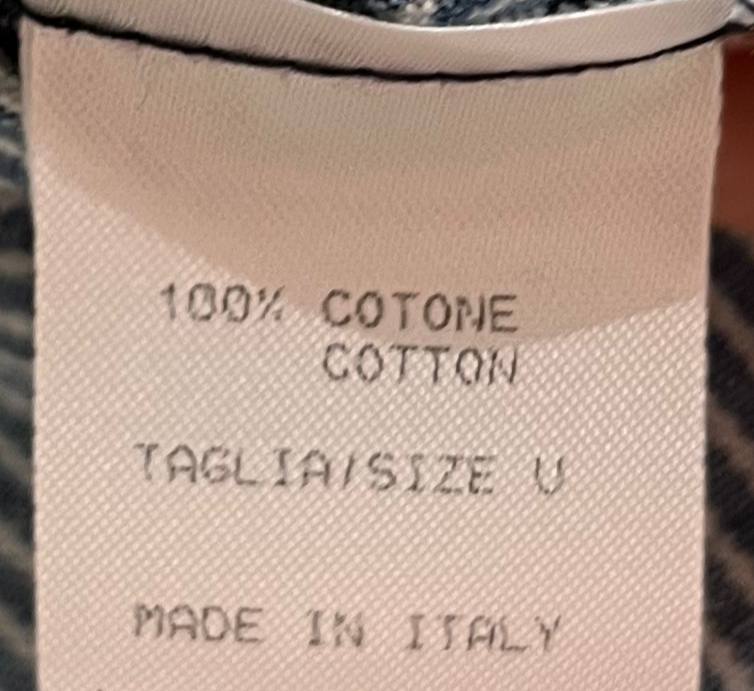 100% COTONE
COTTON
TAGLIA/SIZE U
MADE IN ITALY